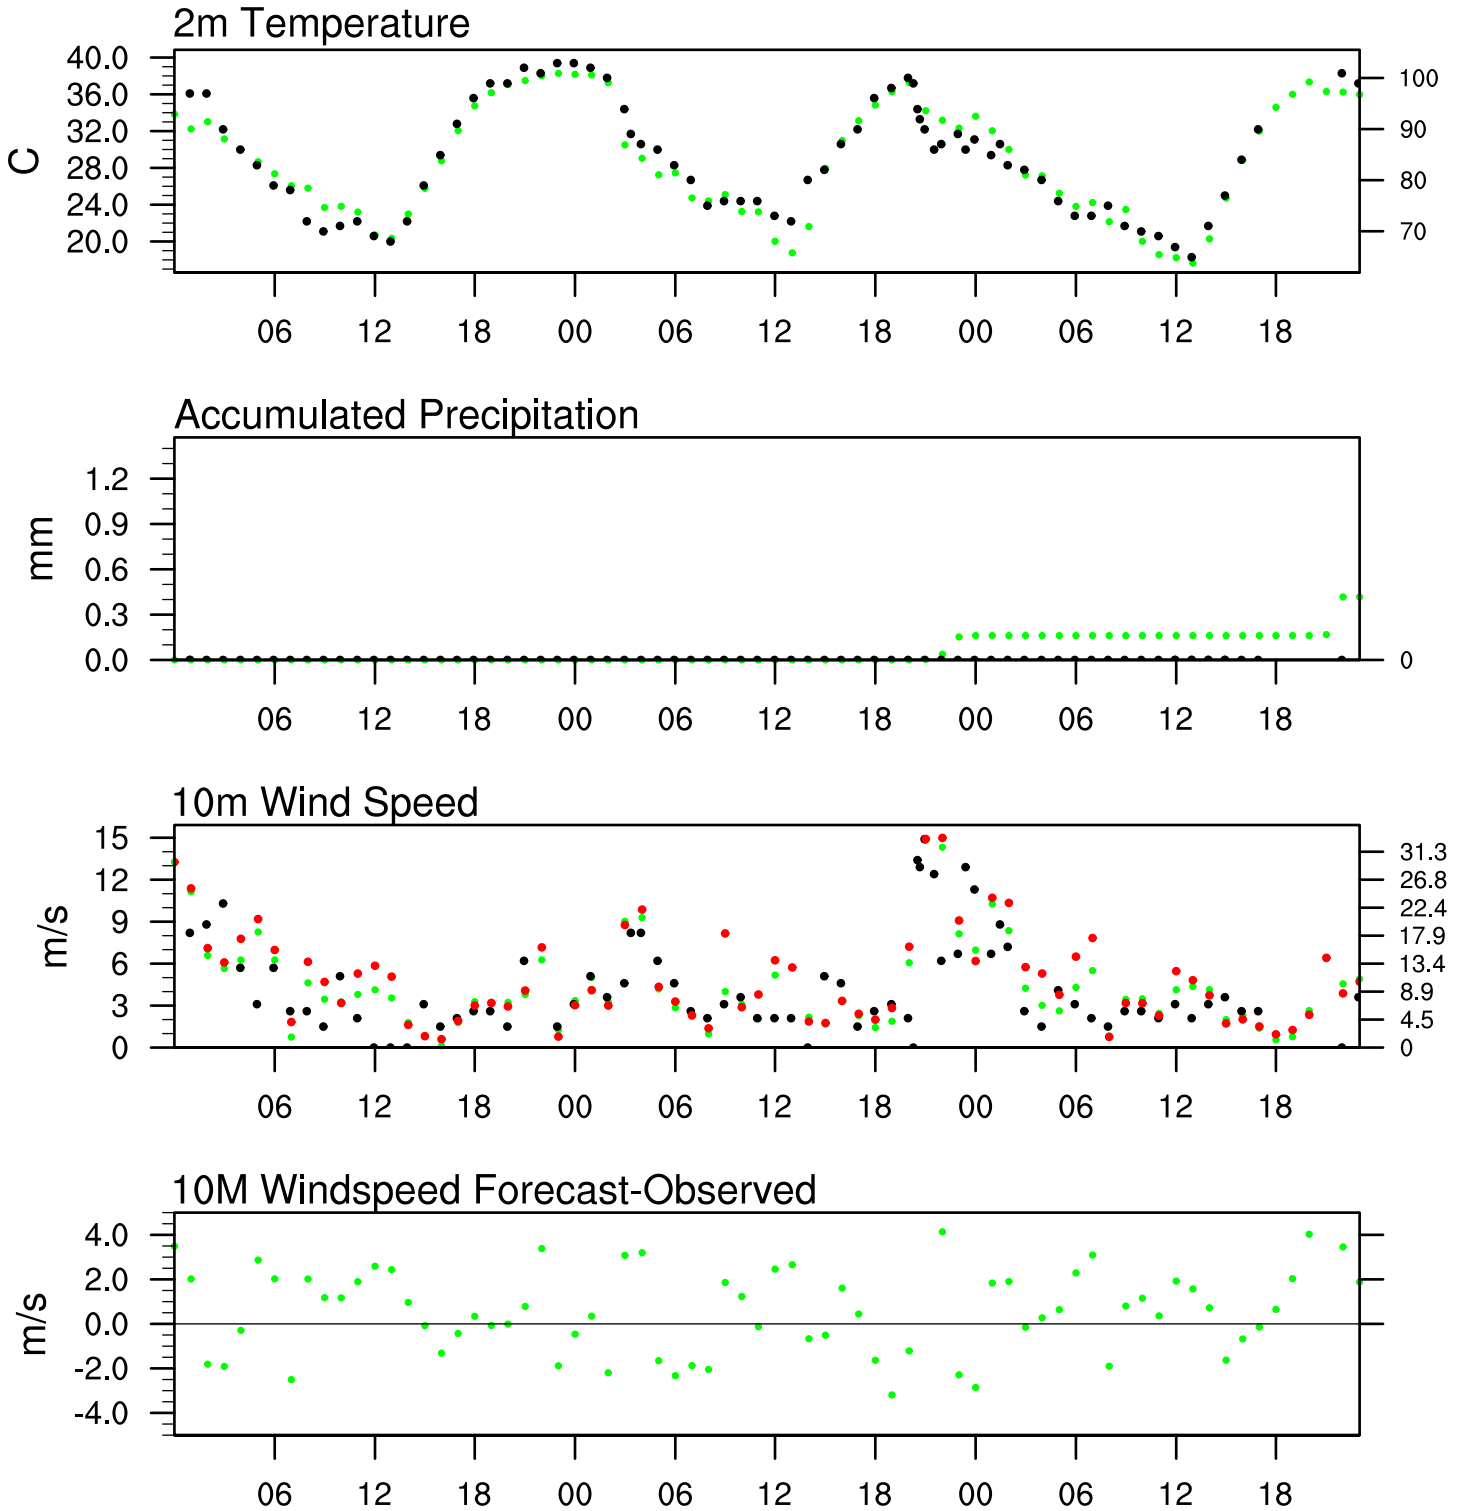 2m Temperature
40.0
36.0
32.0
28.0
24.0
20.0
C
100
90
80
70
06 12 18 00 06 12 18 00 06 12 18
Accumulated Precipitation
1.2
0.9
0.6
0.3
0.0
mm
0
06 12 18 00 06 12 18 00 06 12 18
10m Wind Speed
15
12
9
6
3
0
m/s
31.3
26.8
22.4
17.9
13.4
8.9
4.5
0
06 12 18 00 06 12 18 00 06 12 18
10M Windspeed Forecast-Observed
4.0
2.0
0.0
-2.0
-4.0
m/s
06 12 18 00 06 12 18 00 06 12 18